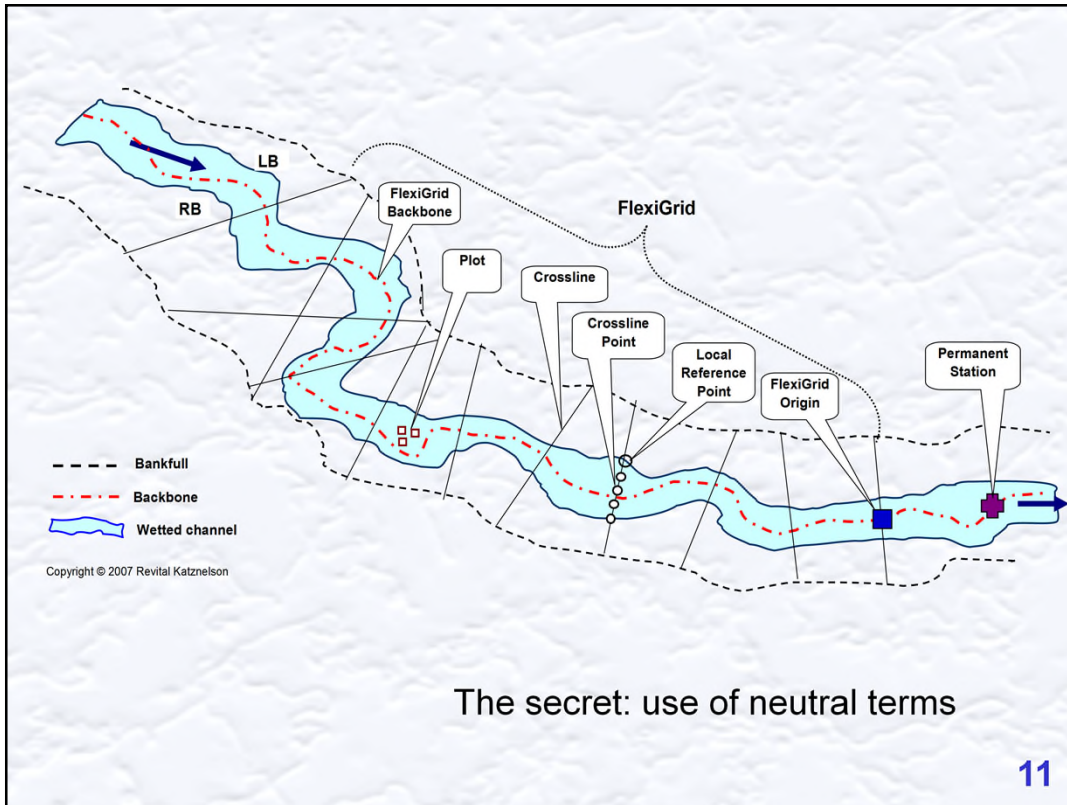 LB
RB
FlexiGrid
Backbone
FlexiGrid
Plot
Crossline
Crossline
Point
Local
Reference
Point
FlexiGrid
Origin
Permanent
Station
Bankfull
Backbone
Wetted channel
Copyright © 2007 Revital Katznelson
The secret: use of neutral terms
11